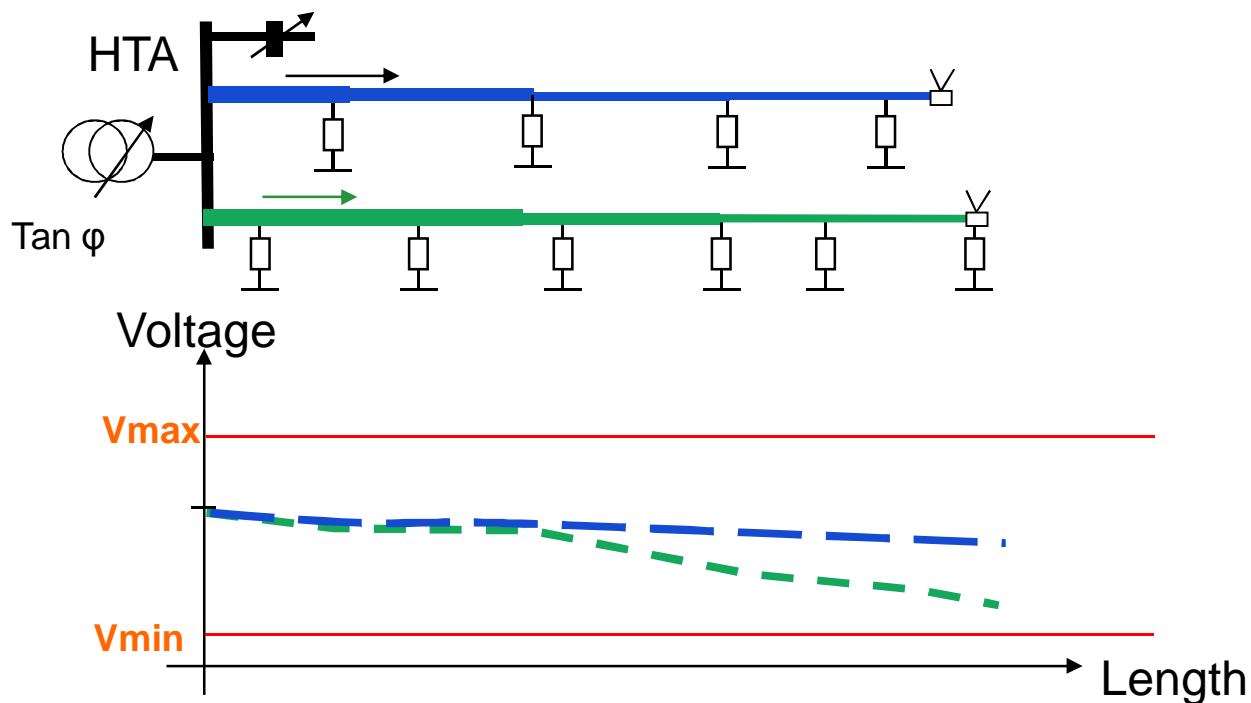 HTA
Tan φ
Voltage
Vmax
Vmin
Length